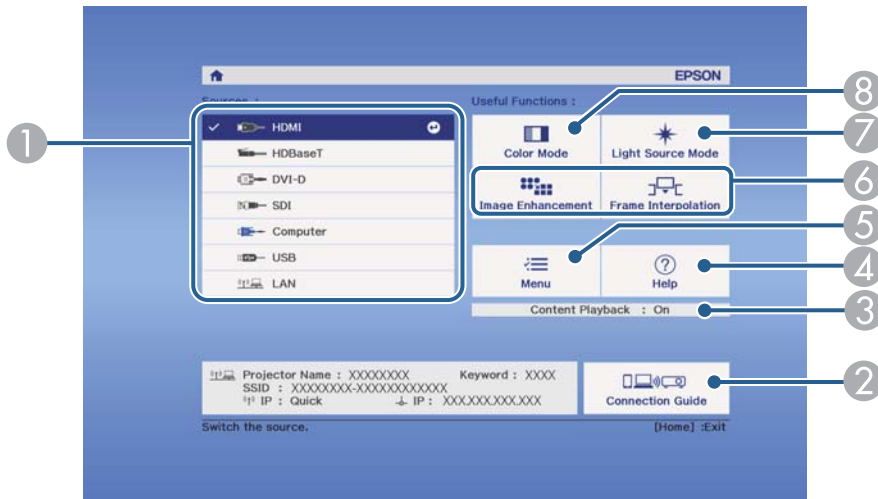 EPSON
Sources :
Useful Functions :
1
HDMI
HDBaseT
DVI-D
SDI
Computer
USB
LAN
Color Mode
Light Source Mode
8
7
Image Enhancement
Frame Interpolation
6
Menu
Help
5
4
Content Playback : On
3
Projector Name : XXXXXXXX Keyword : XXXX
SSID : XXXXXXXX-XXXXXXXXXXXX
IP : Quick IP : XXX.XXX.XXX.XXX
Connection Guide
2
Switch the source. [Home] :Exit